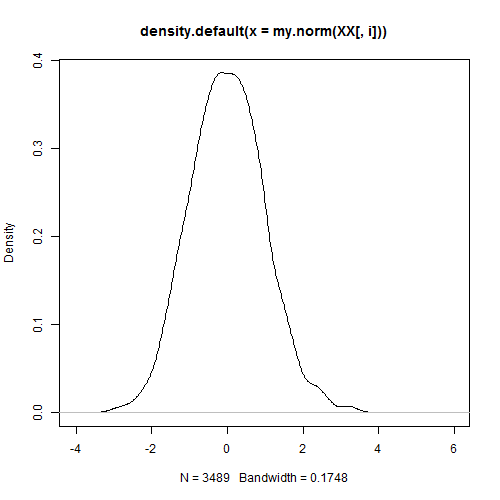 density.default(x = my.norm(XX[, i]))
0.4
0.3
0.2
0.1
0.0
Density
-4 -2 0 2 4 6
N = 3489 Bandwidth = 0.1748